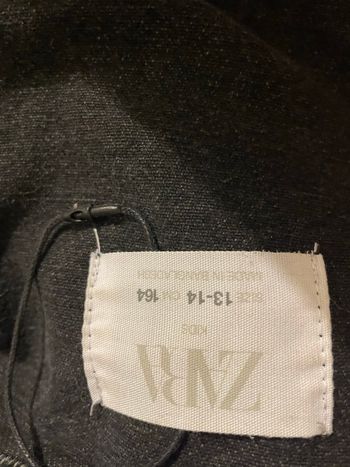 ZARA
KIDS
SIZE 13-14 CM 164
MADE IN BANGLADESH